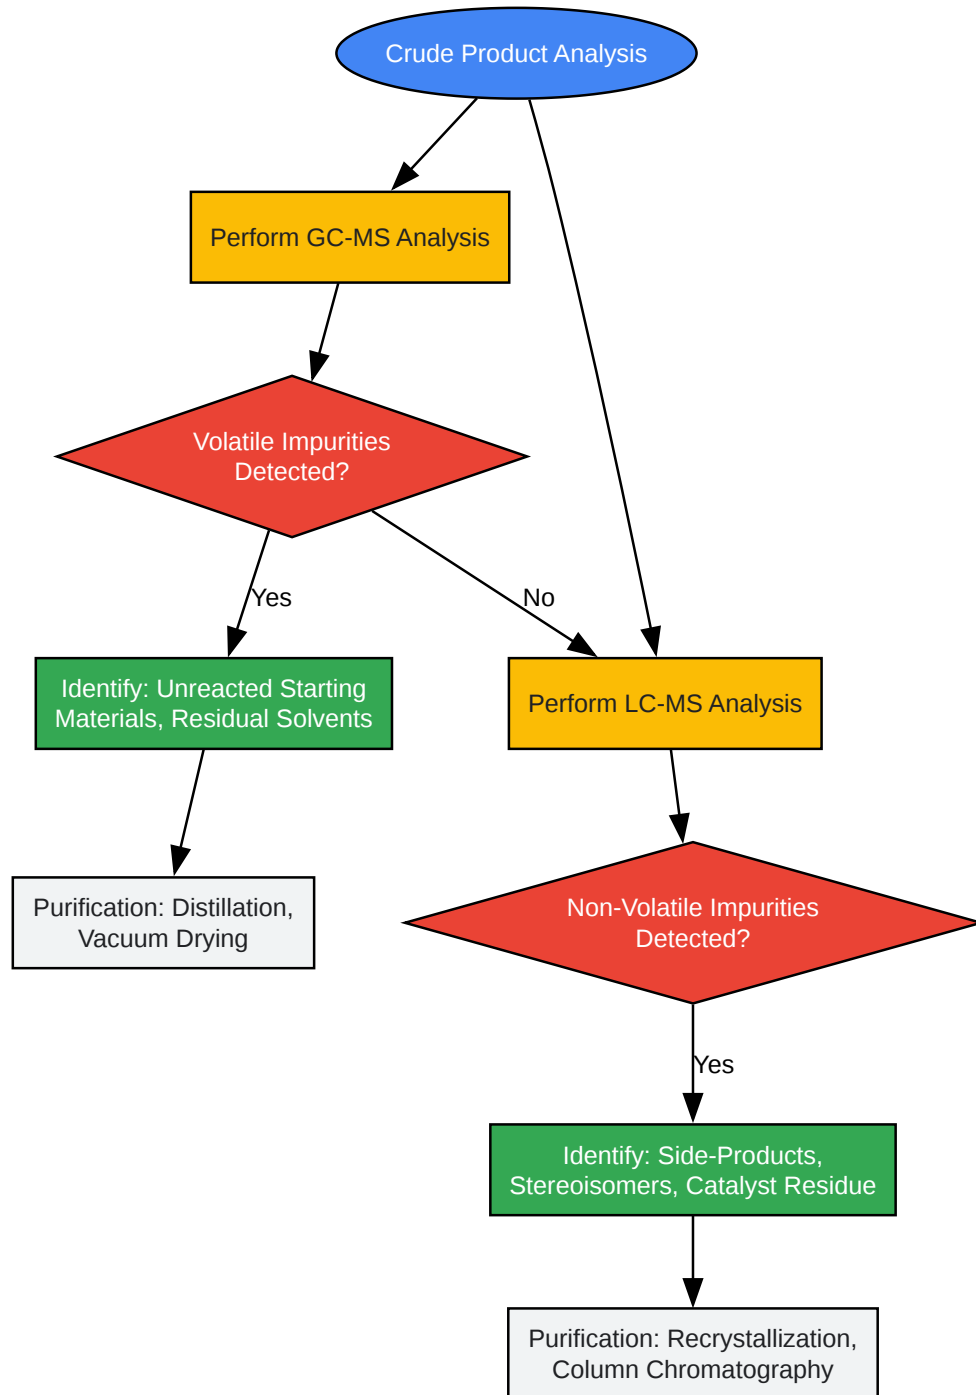 Crude Product Analysis
Perform GC-MS Analysis
Volatile Impurities
Detected?
Yes
No
Identify: Unreacted Starting
Materials, Residual Solvents
Perform LC-MS Analysis
Purification: Distillation,
Vacuum Drying
Non-Volatile Impurities
Detected?
Yes
Identify: Side-Products,
Stereoisomers, Catalyst Residue
Purification: Recrystallization,
Column Chromatography